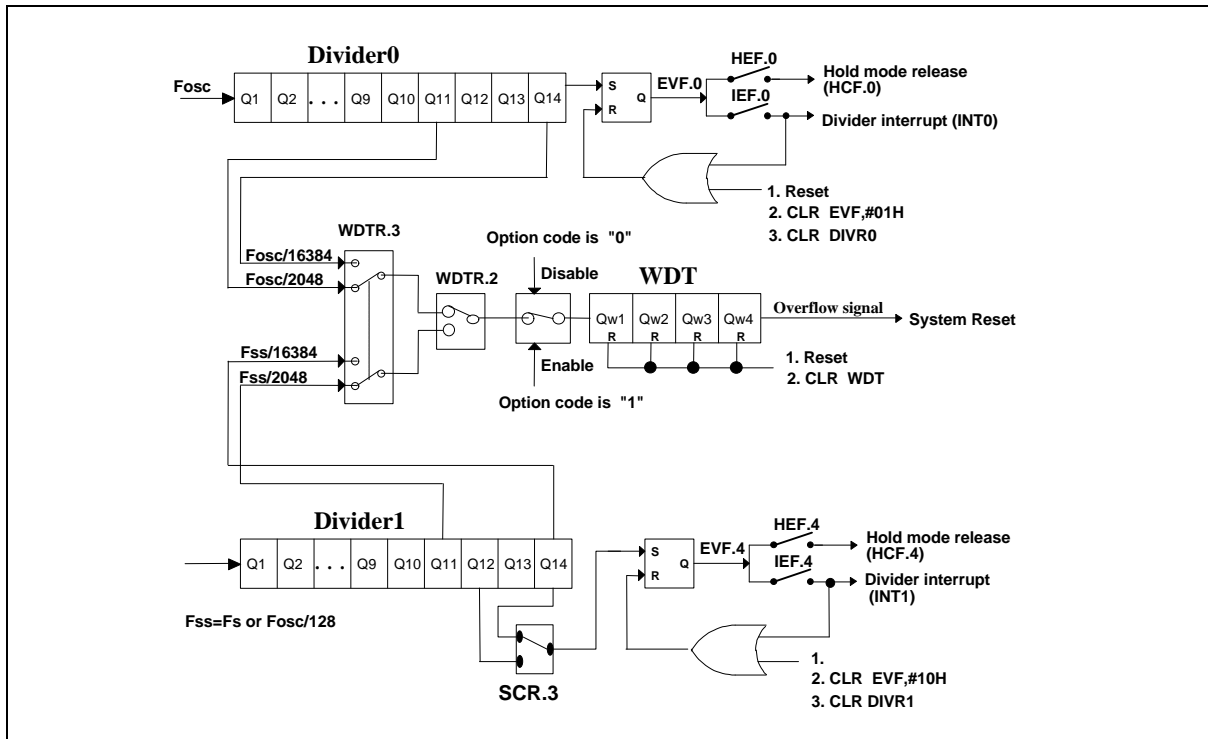 Divider0
Fosc
Q1 Q2 . . . Q9 Q10 Q11 Q12 Q13 Q14
S
R
Q
EVF.0
HEF.0
IEF.0
Hold mode release
(HCF.0)
Divider interrupt (INT0)
1. Reset
2. CLR EVF,#01H
3. CLR DIVR0
WDTR.3
Fosc/16384
Fosc/2048
Fss/16384
Fss/2048
WDTR.2
Option code is "0"
Disable
Enable
Option code is "1"
WDT
Qw1 Qw2 Qw3 Qw4
R R R R
Overflow signal
System Reset
1. Reset
2. CLR WDT
Divider1
Q1 Q2 . . . Q9 Q10 Q11 Q12 Q13 Q14
Fss=Fs or Fosc/128
SCR.3
S
R
Q
EVF.4
HEF.4
IEF.4
Hold mode release
(HCF.4)
Divider interrupt
(INT1)
1.
2. CLR EVF,#10H
3. CLR DIVR1